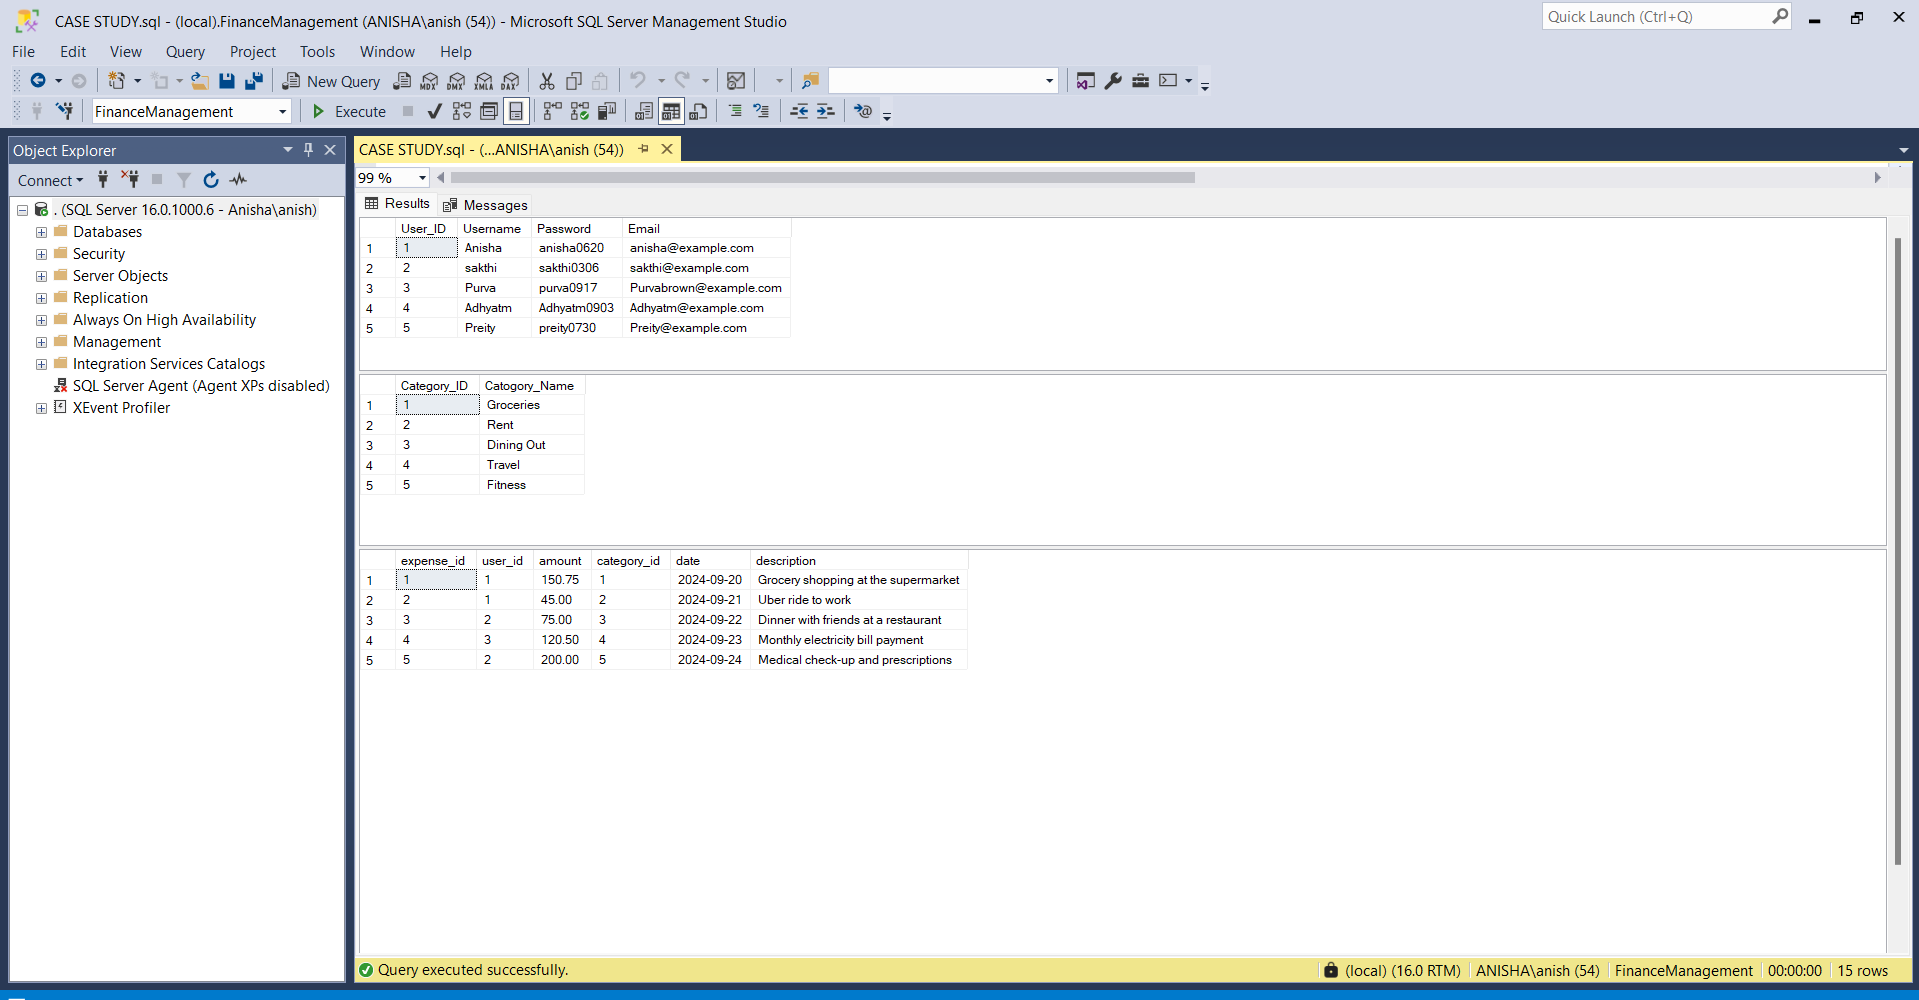 CASE STUDY.sql - (local).FinanceManagement (ANISHA\anish (54)) - Microsoft SQL Server Management Studio
Quick Launch (Ctrl+Q)
File Edit View Query Project Tools Window Help
New Query MDX DMX XMLA DAX
FinanceManagement Execute
Object Explorer
Connect
. (SQL Server 16.0.1000.6 - Anisha\anish)
Databases
Security
Server Objects
Replication
Always On High Availability
Management
Integration Services Catalogs
SQL Server Agent (Agent XPs disabled)
XEvent Profiler
CASE STUDY.sql - (...ANISHA\anish (54))
99 %
Results Messages
User_ID Username Password Email
1 1 Anisha anisha0620 anisha@example.com
2 2 sakthi sakthi0306 sakthi@example.com
3 3 Purva purva0917 Purvabrown@example.com
4 4 Adhyatm Adhyatm0903 Adhyatm@example.com
5 5 Preity preity0730 Preity@example.com
Category_ID Catogory_Name
1 1 Groceries
2 2 Rent
3 3 Dining Out
4 4 Travel
5 5 Fitness
expense_id user_id amount category_id date description
1 1 1 150.75 1 2024-09-20 Grocery shopping at the supermarket
2 2 1 45.00 2 2024-09-21 Uber ride to work
3 3 2 75.00 3 2024-09-22 Dinner with friends at a restaurant
4 4 3 120.50 4 2024-09-23 Monthly electricity bill payment
5 5 2 200.00 5 2024-09-24 Medical check-up and prescriptions
Query executed successfully.
(local) (16.0 RTM) ANISHA\anish (54) FinanceManagement 00:00:00 15 rows